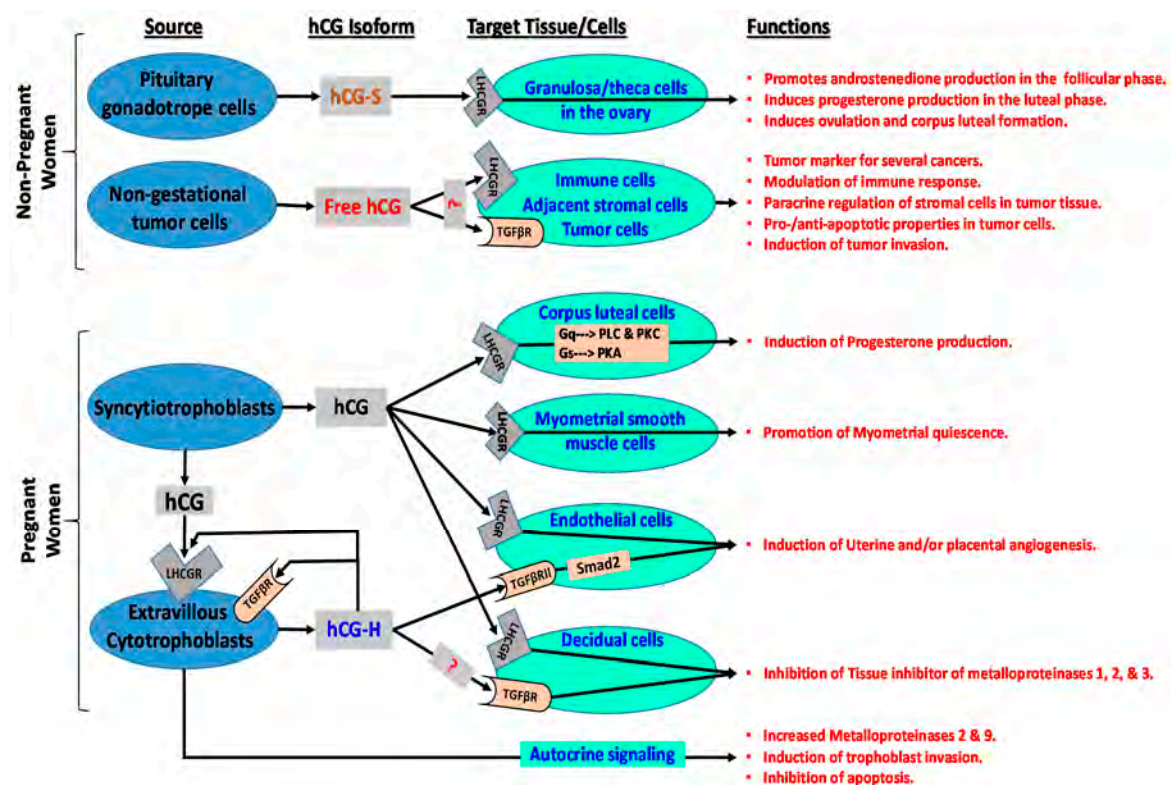 Source
hCG Isoform
Target Tissue/Cells
Functions
Non-Pregnant
Women
Pituitary
gonadotrope cells
hCG-S
LHCGR
Granulosa/theca cells
in the ovary
• Promotes androstenedione production in the follicular phase.
• Induces progesterone production in the luteal phase.
• Induces ovulation and corpus luteal formation.
Non-gestational
tumor cells
Free hCG
?
LHCGR
TGFβR
Immune cells
Adjacent stromal cells
Tumor cells
• Tumor marker for several cancers.
• Modulation of immune response.
• Paracrine regulation of stromal cells in tumor tissue.
• Pro-/anti-apoptotic properties in tumor cells.
• Induction of tumor invasion.
Pregnant
Women
Syncytiotrophoblasts
hCG
LHCGR
Corpus luteal cells
Gq---> PLC & PKC
Gs---> PKA
• Induction of Progesterone production.
LHCGR
Myometrial smooth
muscle cells
• Promotion of Myometrial quiescence.
hCG
LHCGR
Endothelial cells
TGFβRII
Smad2
• Induction of Uterine and/or placental angiogenesis.
LHCGR
TGFβR
Extravillous
Cytotrophoblasts
hCG-H
?
LHCGR
TGFβR
Decidual cells
• Inhibition of Tissue inhibitor of metalloproteinases 1, 2, & 3.
Autocrine signaling
• Increased Metalloproteinases 2 & 9.
• Induction of trophoblast invasion.
• Inhibition of apoptosis.